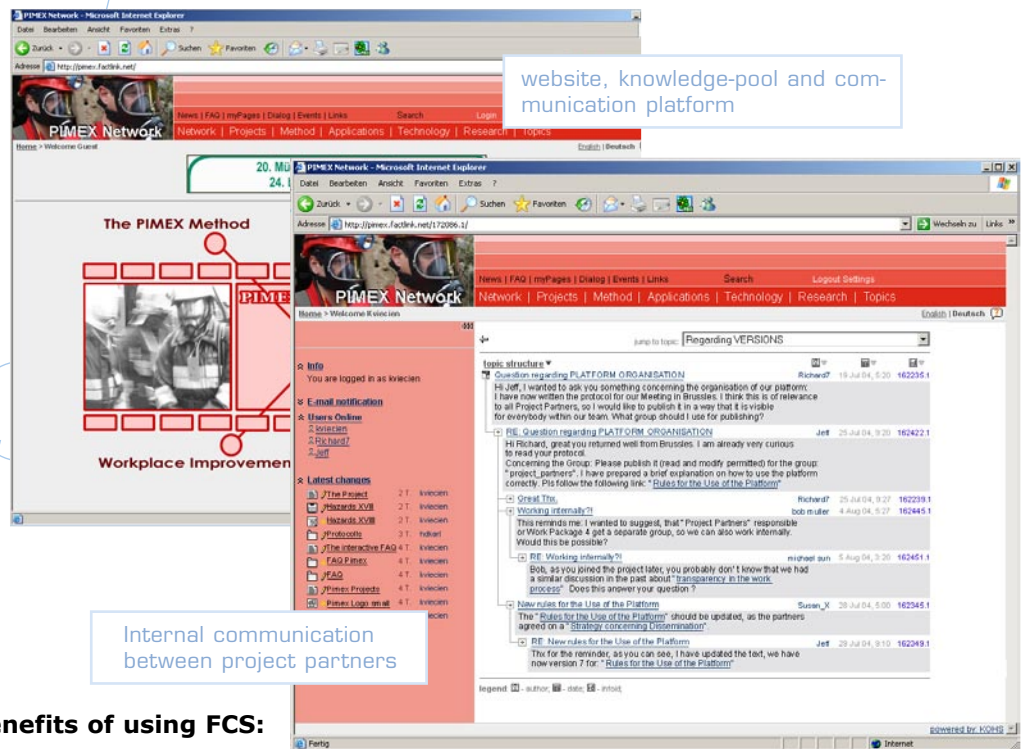 PIMEX Network - Microsoft Internet Explorer
Datei Bearbeiten Ansicht Favoriten Extras ?
Zurück Suchen Favoriten
Adresse http://pimex.factlink.net/
website, knowledge-pool and com-
munication platform
News | FAQ | myPages | Dialog | Events | Links Search Login
PIMEX Network
Network | Projects | Method | Applications | Technology | Research | Topics
Home > Welcome Guest English | Deutsch
20. Mü
24.
The PIMEX Method
PIME
Workplace Improvemen
PIMEX Network - Microsoft Internet Explorer
Datei Bearbeiten Ansicht Favoriten Extras ?
Zurück Suchen Favoriten
Adresse http://pimex.factlink.net/172086.1/ Wechseln zu Links »
News | FAQ | myPages | Dialog | Events | Links Search Logout Settings
PIMEX Network
Network | Projects | Method | Applications | Technology | Research | Topics
Home > Welcome Kviecien English | Deutsch [?]
jump to topic: Regarding VERSIONS
Info
You are logged in as kviecien
E-mail notification
Users Online
kviecien
Richard7
Jeff
Latest changes
The Project 2 T. kviecien
Hazards XVII 2 T. kviecien
Hazards XVIII 2 T. kviecien
Protocolls 3 T. hdkarl
The interactive FAQ 4 T. kviecien
FAQ Pimex 4 T. kviecien
FAQ 4 T. kviecien
Pimex Projects 4 T. kviecien
Pimex Logo small 4 T. kviecien
ecien
topic structure
Question regarding PLATFORM ORGANISATION Richard7 19 Jul 04, 5:20 162235.1
Hi Jeff, I wanted to ask you something concerning the organisation of our platform:
I have now written the protocol for our Meeting in Brussles. I think this is of relevance
to all Project Partners, so I would like to publish it in a way that it is visible
for everybody within our team. What group should I use for publishing?
RE: Question regarding PLATFORM ORGANISATION Jeff 25 Jul 04, 9:20 162422.1
Hi Richard, great you returned well from Brussles. I am already very curious
to read your protocol.
Concerning the Group: Please publish it (read and modify permitted) for the group:
"project_partners". I have prepared a brief explanation on how to use the platform
correctly. Pls follow the following link: "Rules for the Use of the Platform"
Great Thx. Richard7 25 Jul 04, 9:27 162239.1
Working internally?! bob muller 4 Aug 04, 5:27 162445.1
This reminds me: I wanted to suggest, that "Project Partners" responsible
or Work Package 4 get a separate group, so we can also work internally.
Would this be possible?
RE: Working internally?! michael sun 5 Aug 04, 3:20 162451.1
Bob, as you joined the project later, you probably don't know that we had
a similar discussion in the past about "transparency in the work
process" Does this answer your question ?
New rules for the Use of the Platform Susan_X 28 Jul 04, 5:00 162345.1
The "Rules for the Use of the Platform" should be updated, as the partners
agreed on a "Strategy concerning Dissemination".
RE: New rules for the Use of the Platform Jeff 29 Jul 04, 9:10 162349.1
Thx for the reminder, as you can see, I have updated the text, we have
now version 7 for: "Rules for the Use of the Platform"
legend - author; - date; - infoId;
powered by: KOHS
Fertig Internet
Internal communication
between project partners
enefits of using FCS: